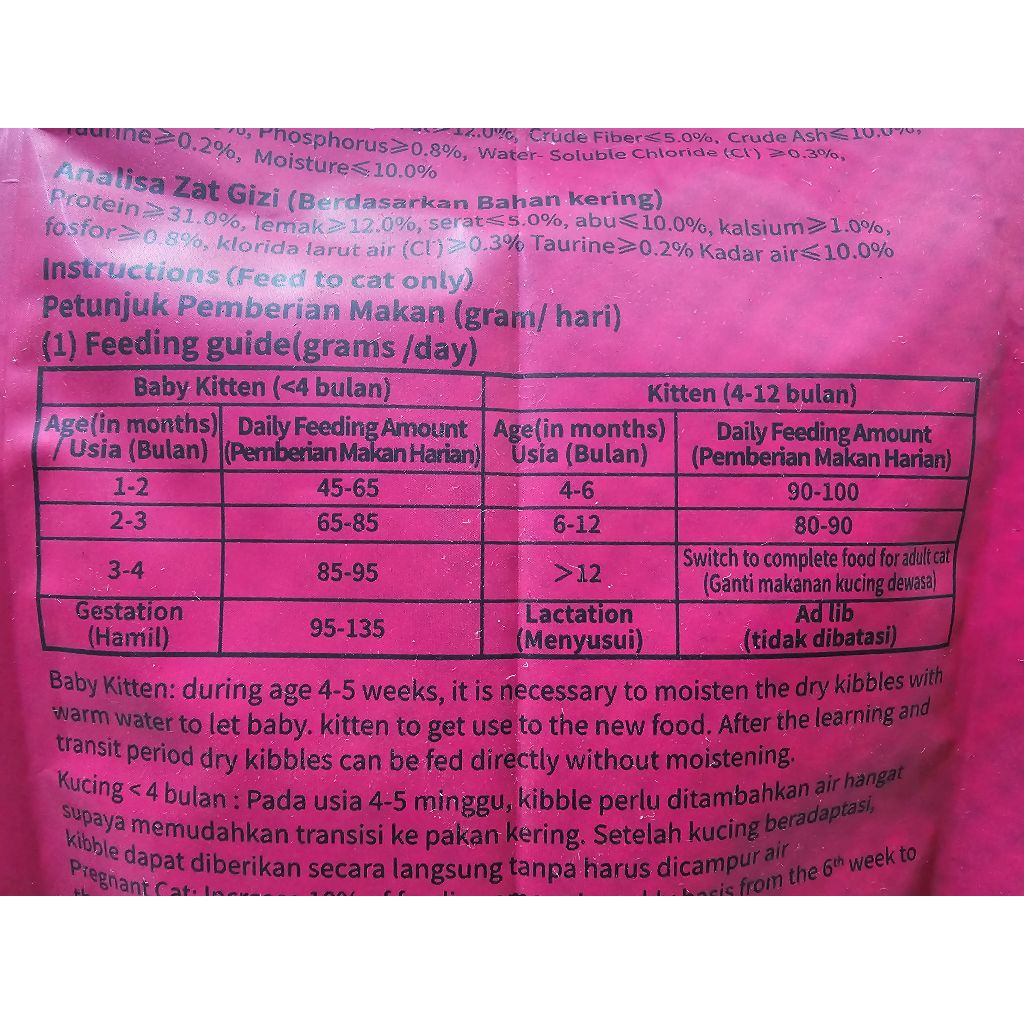 12.0%, Crude Fiber≤5.0%, Crude Ash≤10.0%,
Taurine≥0.2%, Phosphorus≥0.8%, Water- Soluble Chloride (Cl⁻) ≥0.3%,
Moisture≤10.0%
Analisa Zat Gizi (Berdasarkan Bahan kering)
Protein≥31.0%, lemak≥12.0%, serat≤5.0%, abu≤10.0%, kalsium≥1.0%,
fosfor≥0.8%, klorida larut air (Cl⁻)≥0.3% Taurine≥0.2% Kadar air≤10.0%
Instructions (Feed to cat only)
Petunjuk Pemberian Makan (gram/ hari)
(1) Feeding guide(grams /day)
Baby Kitten (<4 bulan) Kitten (4-12 bulan)
Age(in months) Daily Feeding Amount Age(in months) Daily Feeding Amount
/ Usia (Bulan) (Pemberian Makan Harian) Usia (Bulan) (Pemberian Makan Harian)
1-2 45-65 4-6 90-100
2-3 65-85 6-12 80-90
3-4 85-95 >12 Switch to complete food for adult cat
(Ganti makanan kucing dewasa)
Gestation 95-135 Lactation Ad lib
(Hamil) (Menyusui) (tidak dibatasi)
Baby Kitten: during age 4-5 weeks, it is necessary to moisten the dry kibbles with
warm water to let baby. kitten to get use to the new food. After the learning and
transit period dry kibbles can be fed directly without moistening.
Kucing < 4 bulan : Pada usia 4-5 minggu, kibble perlu ditambahkan air hangat
supaya memudahkan transisi ke pakan kering. Setelah kucing beradaptasi,
kibble dapat diberikan secara langsung tanpa harus dicampur air
Pregnant Cat: Increase 10% of feeding basis from the 6th week to